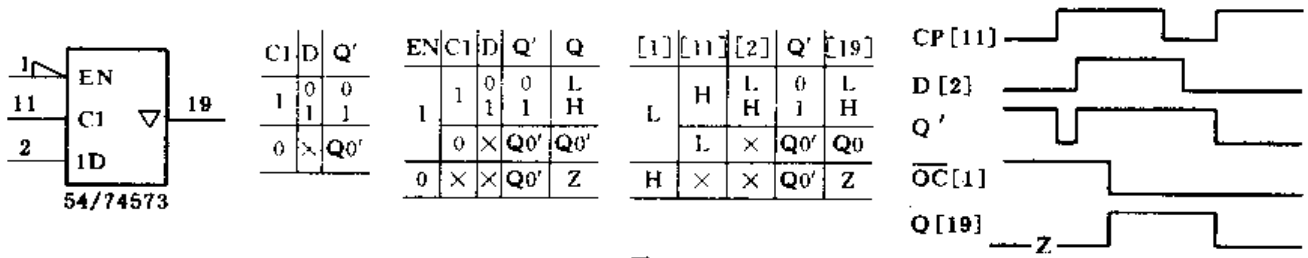 1 EN
11 C1 ▽ 19
2 1D
54/74573
C1 D Q'
1 0 0
1 1
0 × Q0'
EN C1 D Q' Q
1 1 0 0 L
1 1 H
0 × Q0' Q0'
0 × × Q0' Z
[1] [11] [2] Q' [19]
L H L 0 L
H 1 H
L × Q0' Q0
H × × Q0' Z
CP[11]
D[2]
Q'
O̅C̅[1]
Q[19]
Z